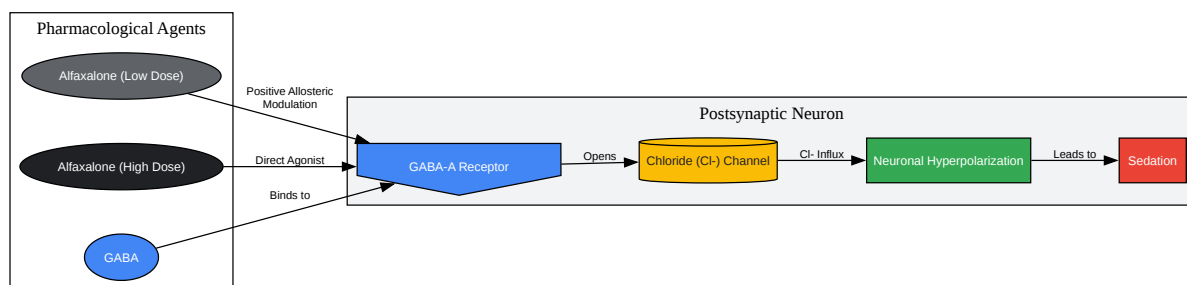 Pharmacological Agents
Alfaxalone (Low Dose)
Positive Allosteric
Modulation
Postsynaptic Neuron
Alfaxalone (High Dose)
Direct Agonist
GABA-A Receptor
Opens
Chloride (Cl-) Channel
Cl- Influx
Neuronal Hyperpolarization
Leads to
Sedation
Binds to
GABA